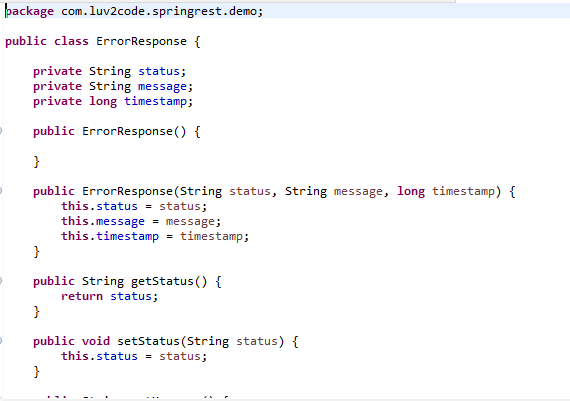 package com.luv2code.springrest.demo;
public class ErrorResponse {
private String status;
private String message;
private long timestamp;
public ErrorResponse() {
}
public ErrorResponse(String status, String message, long timestamp) {
this.status = status;
this.message = message;
this.timestamp = timestamp;
}
public String getStatus() {
return status;
}
public void setStatus(String status) {
this.status = status;
}